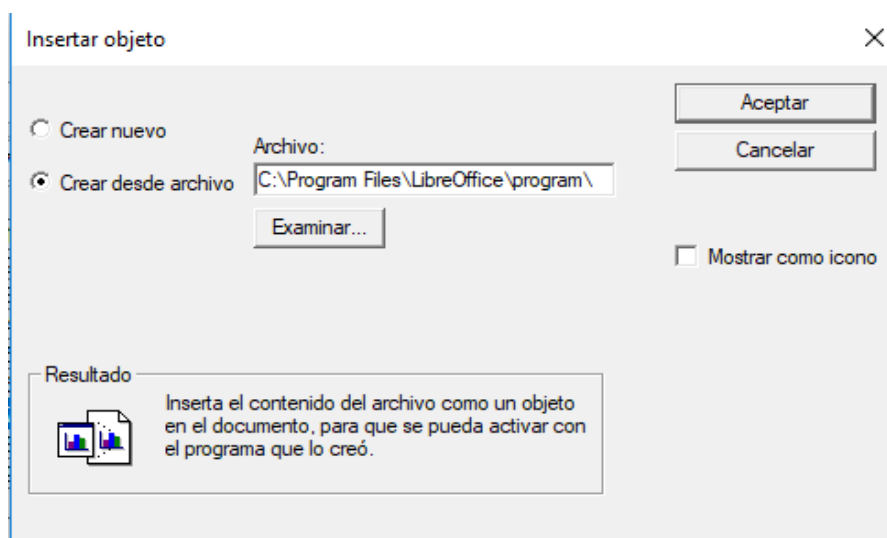 Insertar objeto
Aceptar
Crear nuevo
Archivo:
Cancelar
Crear desde archivo
C:\Program Files\LibreOffice\program\
Examinar...
Mostrar como icono
Resultado
Inserta el contenido del archivo como un objeto
en el documento, para que se pueda activar con
el programa que lo creó.